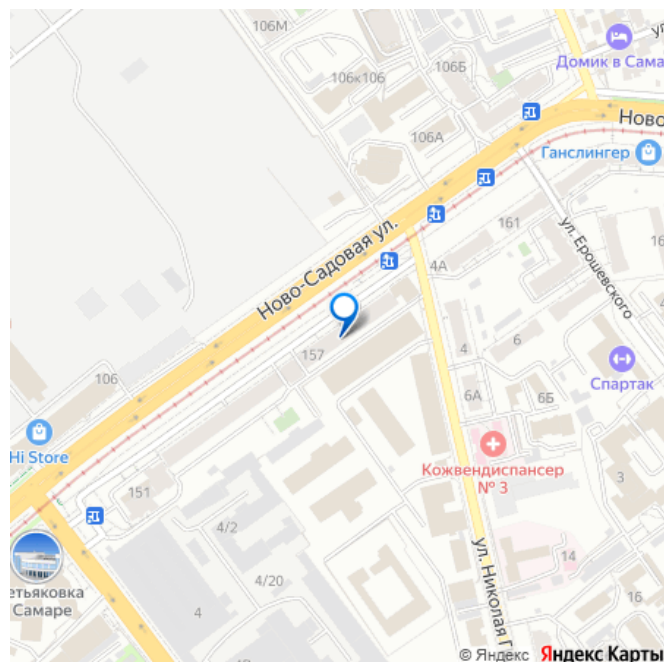 106М
106Б
106к106
Домик в Сама
106А
Ново
Ганслингер
161
ул. Ерошевского
Ново-Садовая ул.
4А
157
4
6
Спартак
106
6А
6Б
Hi Store
Кожвендиспансер
№ 3
3
151
4/2
ул. Николая Г
14
4/20
етьяковка
Самаре
4
16
© Яндекс Яндекс Карты